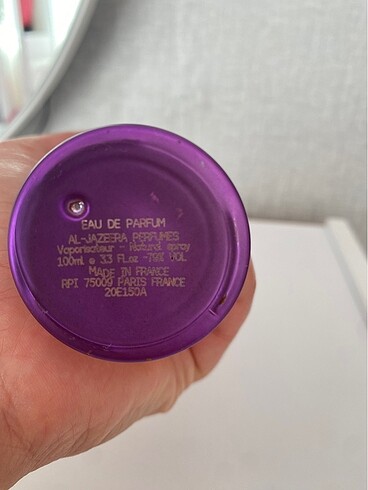 EAU DE PARFUM
AL-JAZEERA PERFUMES
Vaporisateur - Natural spray
100ml e 3.3 FL.oz -79% VOL
MADE IN FRANCE
RPI 75009 PARIS FRANCE
20E150A